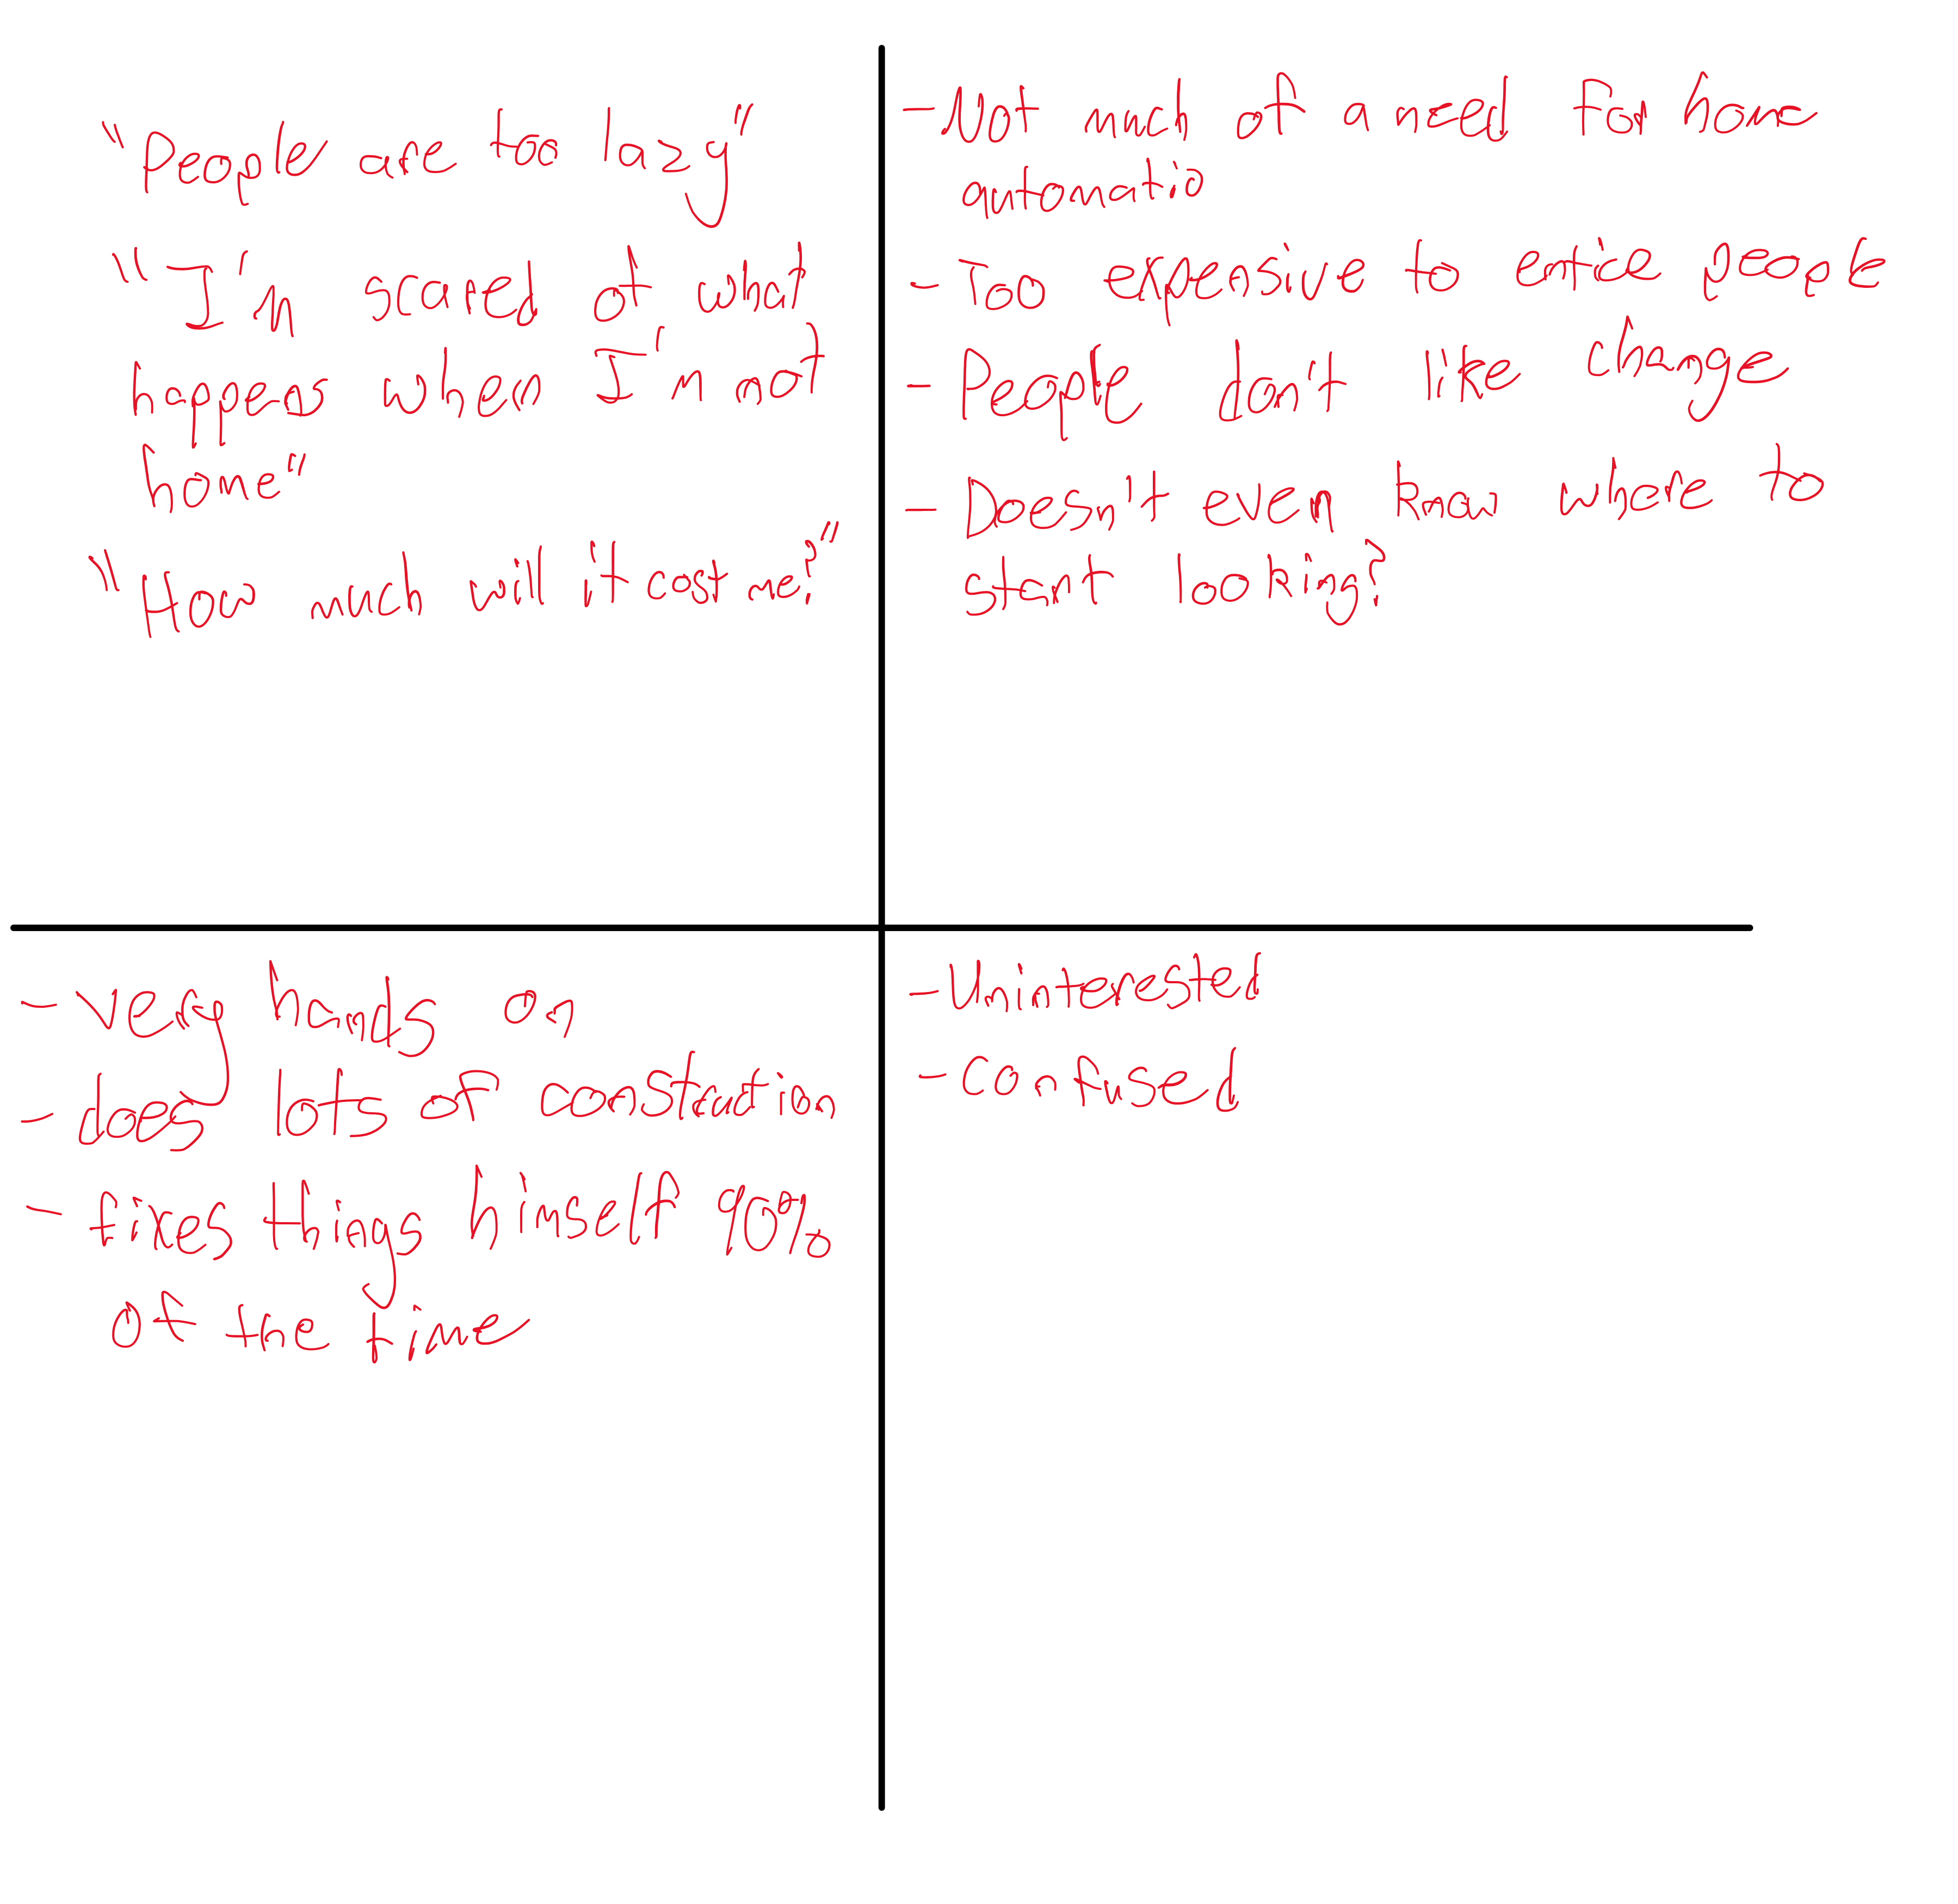 "People are too lazy"
"I'm scared of what
happens when I'm not
home"
"How much will it cost me?"
- Not much of a need for home
automatio
- Too expensive to entice people
- People don't like change
- Doesn't even know where to
start looking?
- very hands on
- does lots of construction
- fixes things himself 90%
of the time
- Uninterested
- Confused